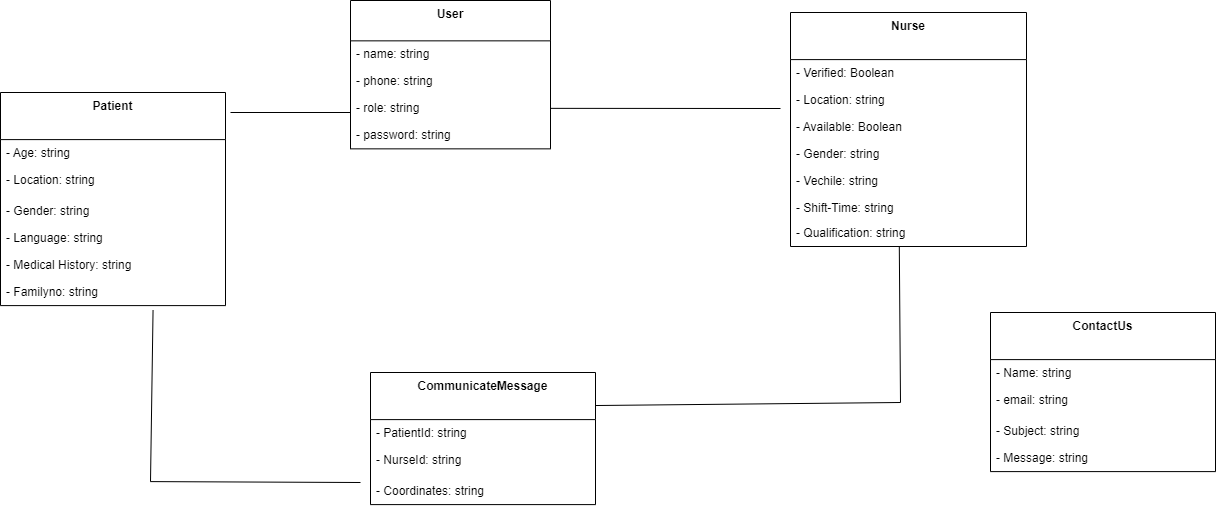 User
- name: string
- phone: string
- role: string
- password: string
Nurse
- Verified: Boolean
- Location: string
- Available: Boolean
- Gender: string
- Vechile: string
- Shift-Time: string
- Qualification: string
Patient
- Age: string
- Location: string
- Gender: string
- Language: string
- Medical History: string
- Familyno: string
CommunicateMessage
- PatientId: string
- NurseId: string
- Coordinates: string
ContactUs
- Name: string
- email: string
- Subject: string
- Message: string